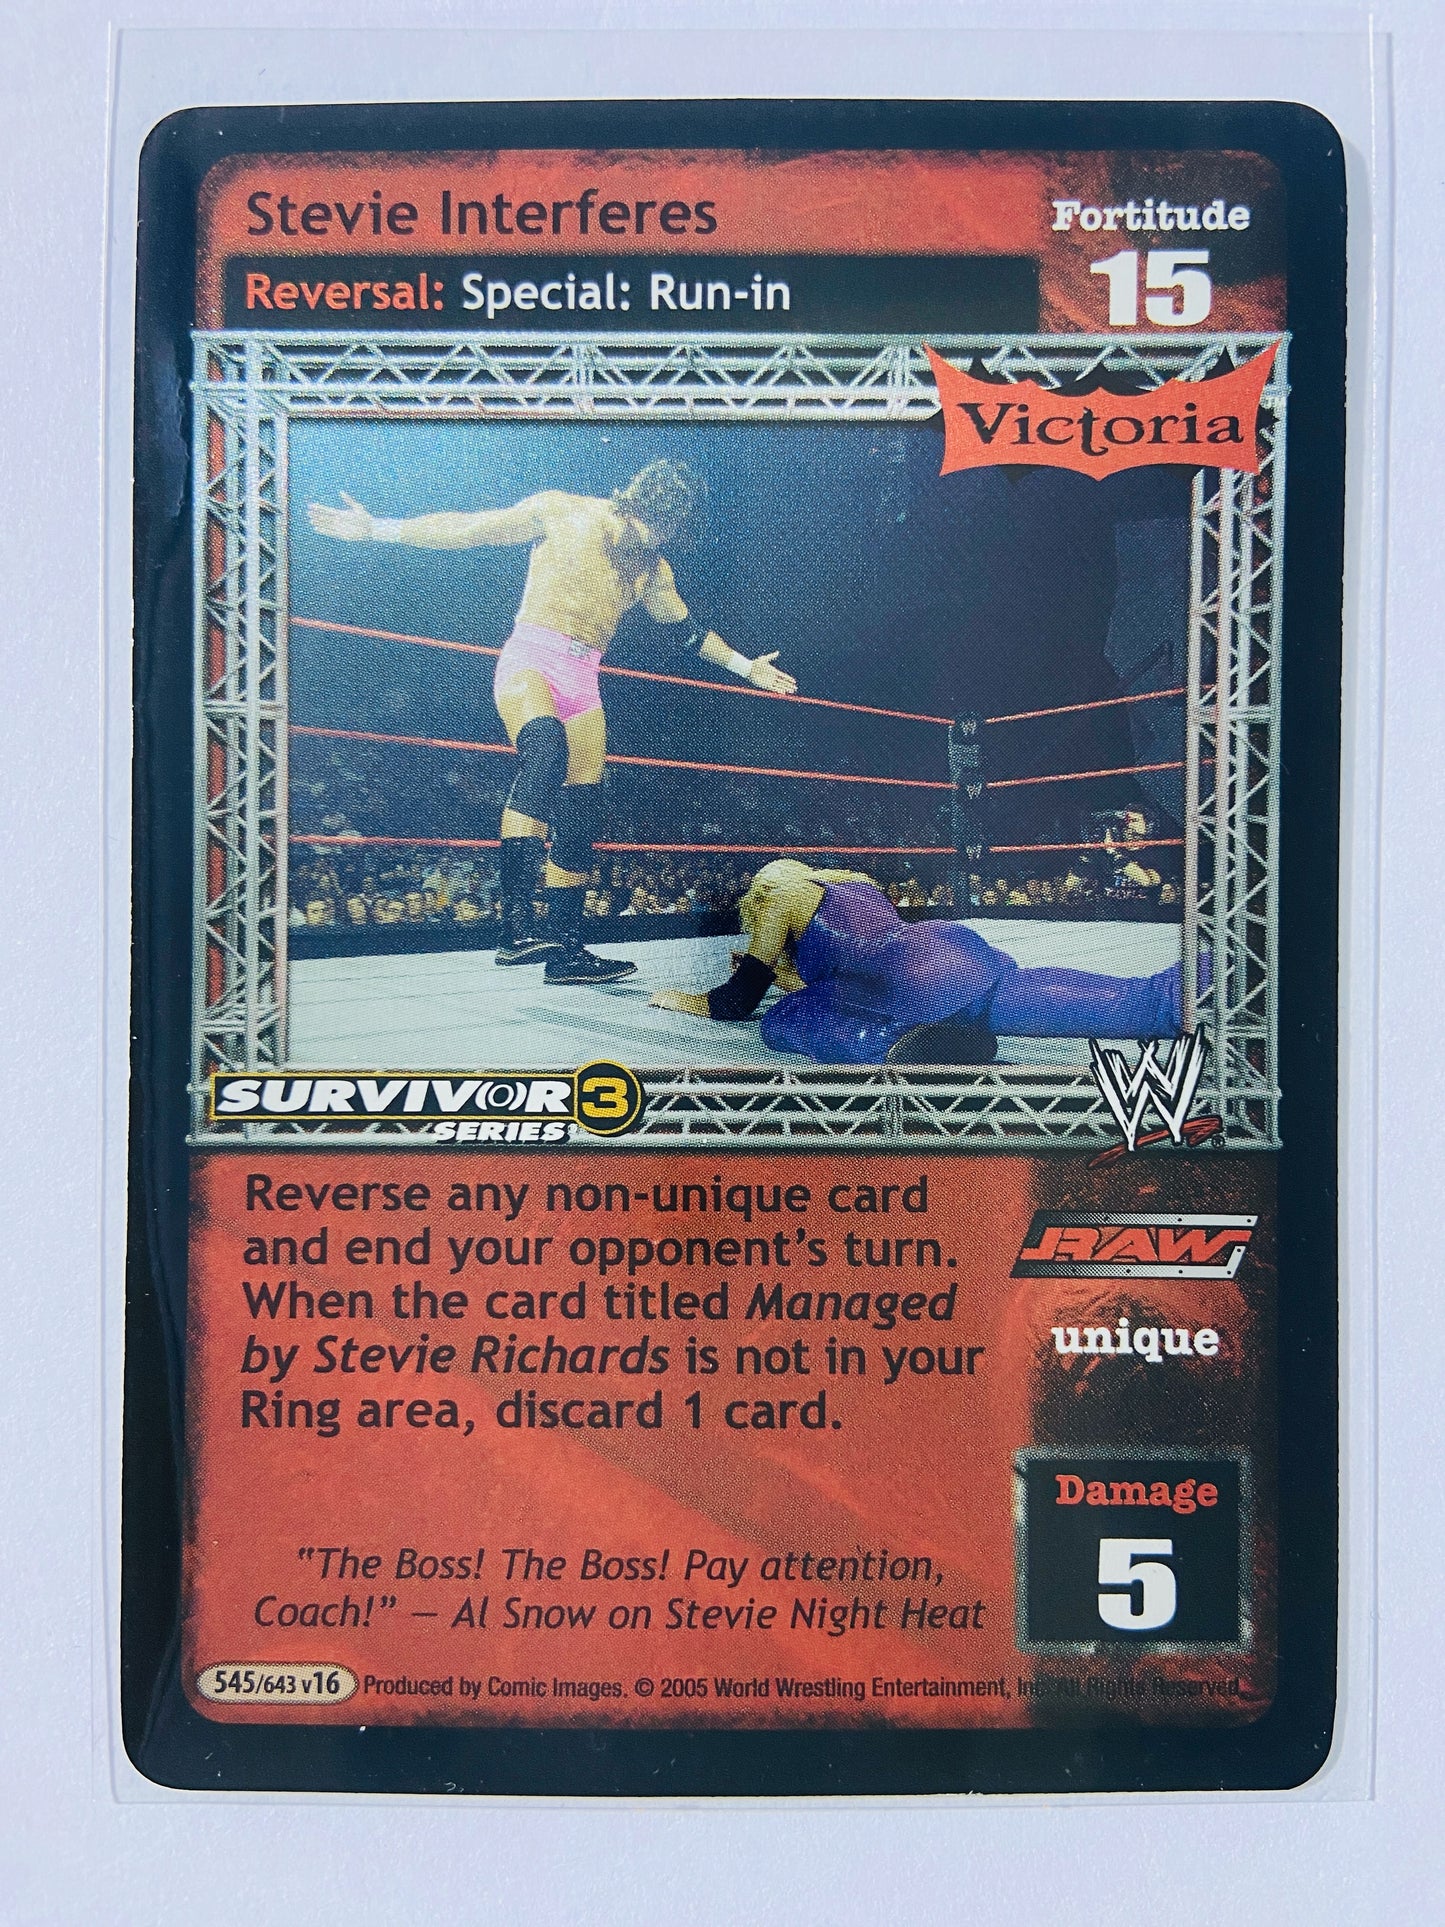 Stevie Interferes
Fortitude
15
Reversal: Special: Run-in
Victoria
SURVIVOR 3
SERIES
W
Reverse any non-unique card
and end your opponent's turn.
When the card titled Managed
by Stevie Richards is not in your
Ring area, discard 1 card.
RAW
unique
Damage
5
"The Boss! The Boss! Pay attention,
Coach!" – Al Snow on Stevie Night Heat
545/643 v16 Produced by Comic Images. © 2005 World Wrestling Entertainment, Inc. All Rights Reserved.